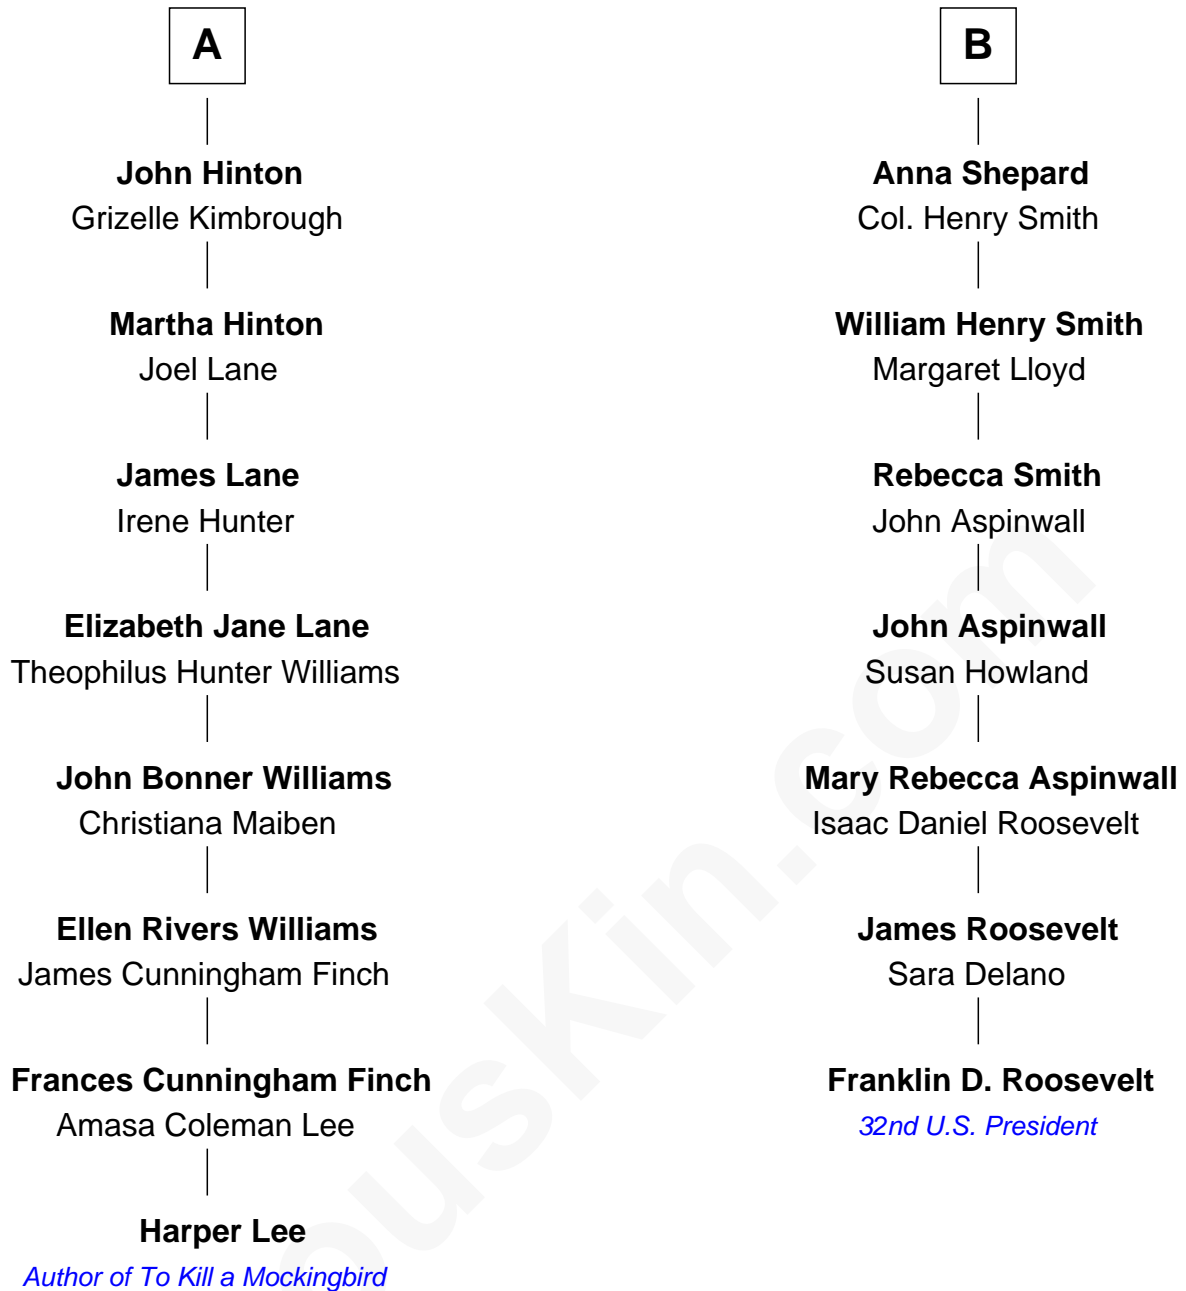 A
John Hinton
Grizelle Kimbrough
Martha Hinton
Joel Lane
James Lane
Irene Hunter
Elizabeth Jane Lane
Theophilus Hunter Williams
John Bonner Williams
Christiana Maiben
Ellen Rivers Williams
James Cunningham Finch
Frances Cunningham Finch
Amasa Coleman Lee
Harper Lee
Author of To Kill a Mockingbird
B
Anna Shepard
Col. Henry Smith
William Henry Smith
Margaret Lloyd
Rebecca Smith
John Aspinwall
John Aspinwall
Susan Howland
Mary Rebecca Aspinwall
Isaac Daniel Roosevelt
James Roosevelt
Sara Delano
Franklin D. Roosevelt
32nd U.S. President
ousKin.com